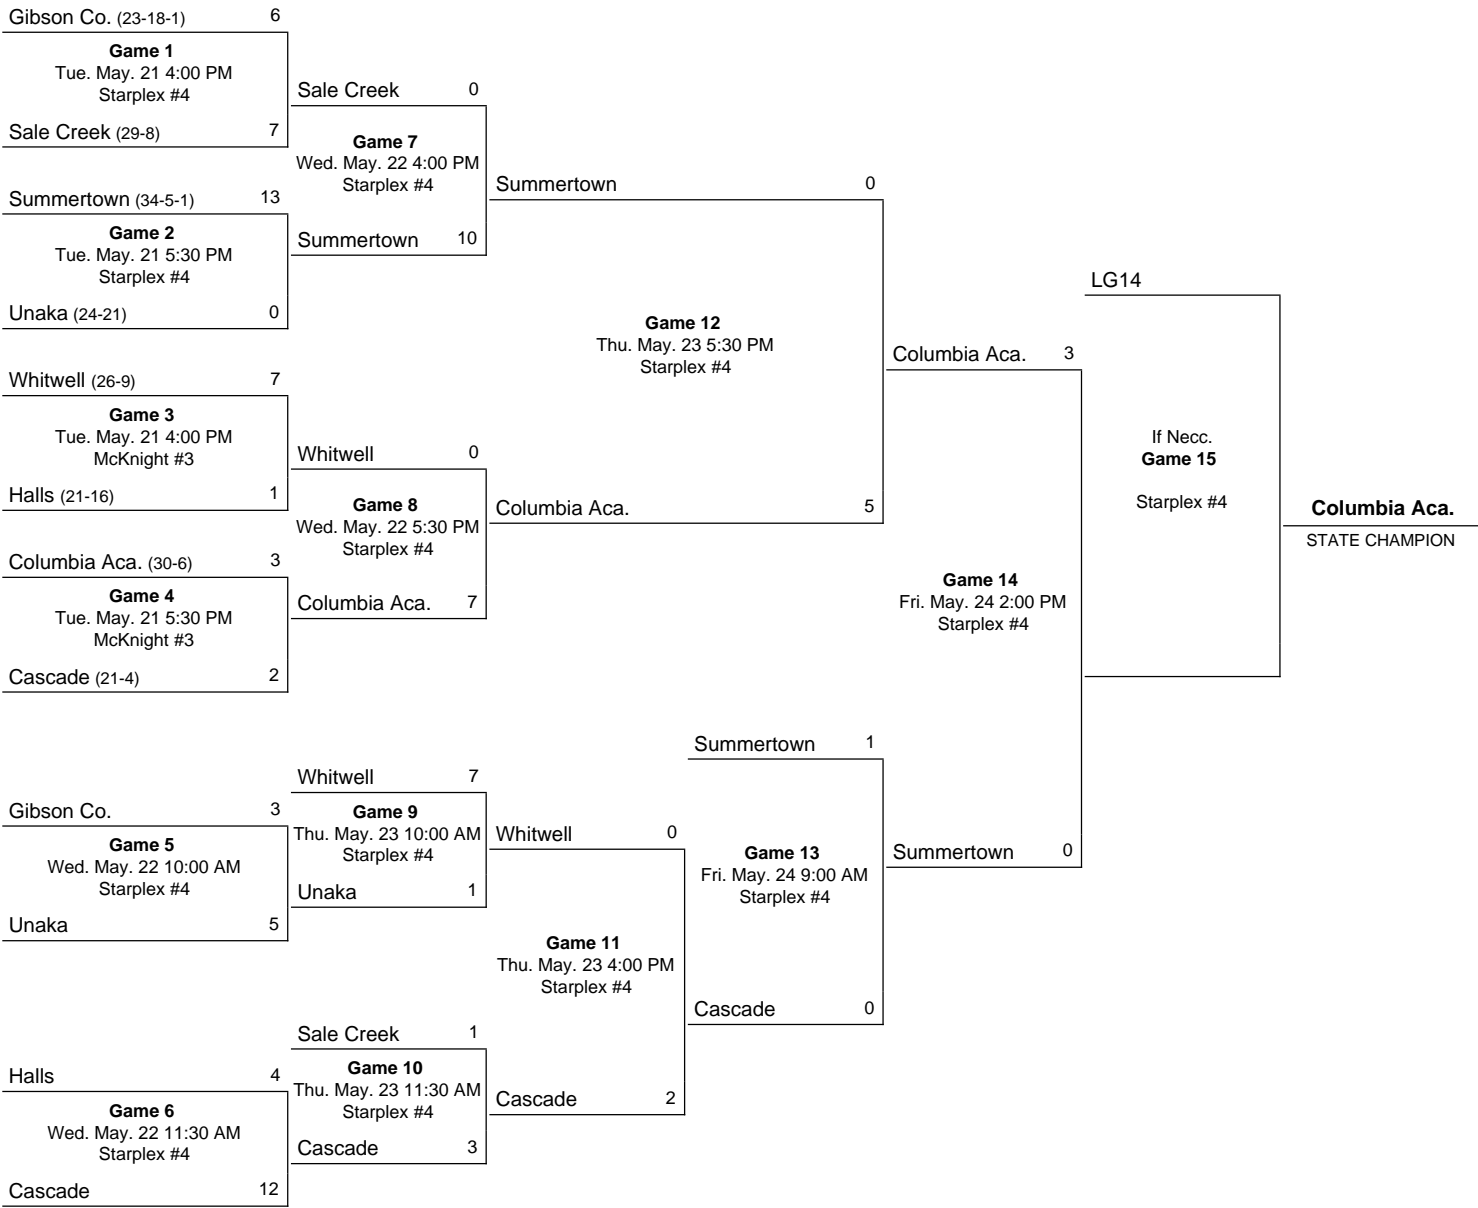 Gibson Co. (23-18-1) 6
Game 1
Tue. May. 21 4:00 PM
Starplex #4
Sale Creek (29-8) 7
Summertown (34-5-1) 13
Game 2
Tue. May. 21 5:30 PM
Starplex #4
Unaka (24-21) 0
Whitwell (26-9) 7
Game 3
Tue. May. 21 4:00 PM
McKnight #3
Halls (21-16) 1
Columbia Aca. (30-6) 3
Game 4
Tue. May. 21 5:30 PM
McKnight #3
Cascade (21-4) 2
Gibson Co. 3
Game 5
Wed. May. 22 10:00 AM
Starplex #4
Unaka 5
Halls 4
Game 6
Wed. May. 22 11:30 AM
Starplex #4
Cascade 12
Sale Creek 0
Game 7
Wed. May. 22 4:00 PM
Starplex #4
Summertown 10
Whitwell 0
Game 8
Wed. May. 22 5:30 PM
Starplex #4
Columbia Aca. 7
Whitwell 7
Game 9
Thu. May. 23 10:00 AM
Starplex #4
Unaka 1
Sale Creek 1
Game 10
Thu. May. 23 11:30 AM
Starplex #4
Cascade 3
Summertown 0
Game 12
Thu. May. 23 5:30 PM
Starplex #4
Columbia Aca. 5
Whitwell 0
Game 11
Thu. May. 23 4:00 PM
Starplex #4
Cascade 2
Summertown 1
Game 13
Fri. May. 24 9:00 AM
Starplex #4
Cascade 0
Columbia Aca. 3
Game 14
Fri. May. 24 2:00 PM
Starplex #4
Summertown 0
LG14
If Necc.
Game 15
Starplex #4
Columbia Aca.
STATE CHAMPION